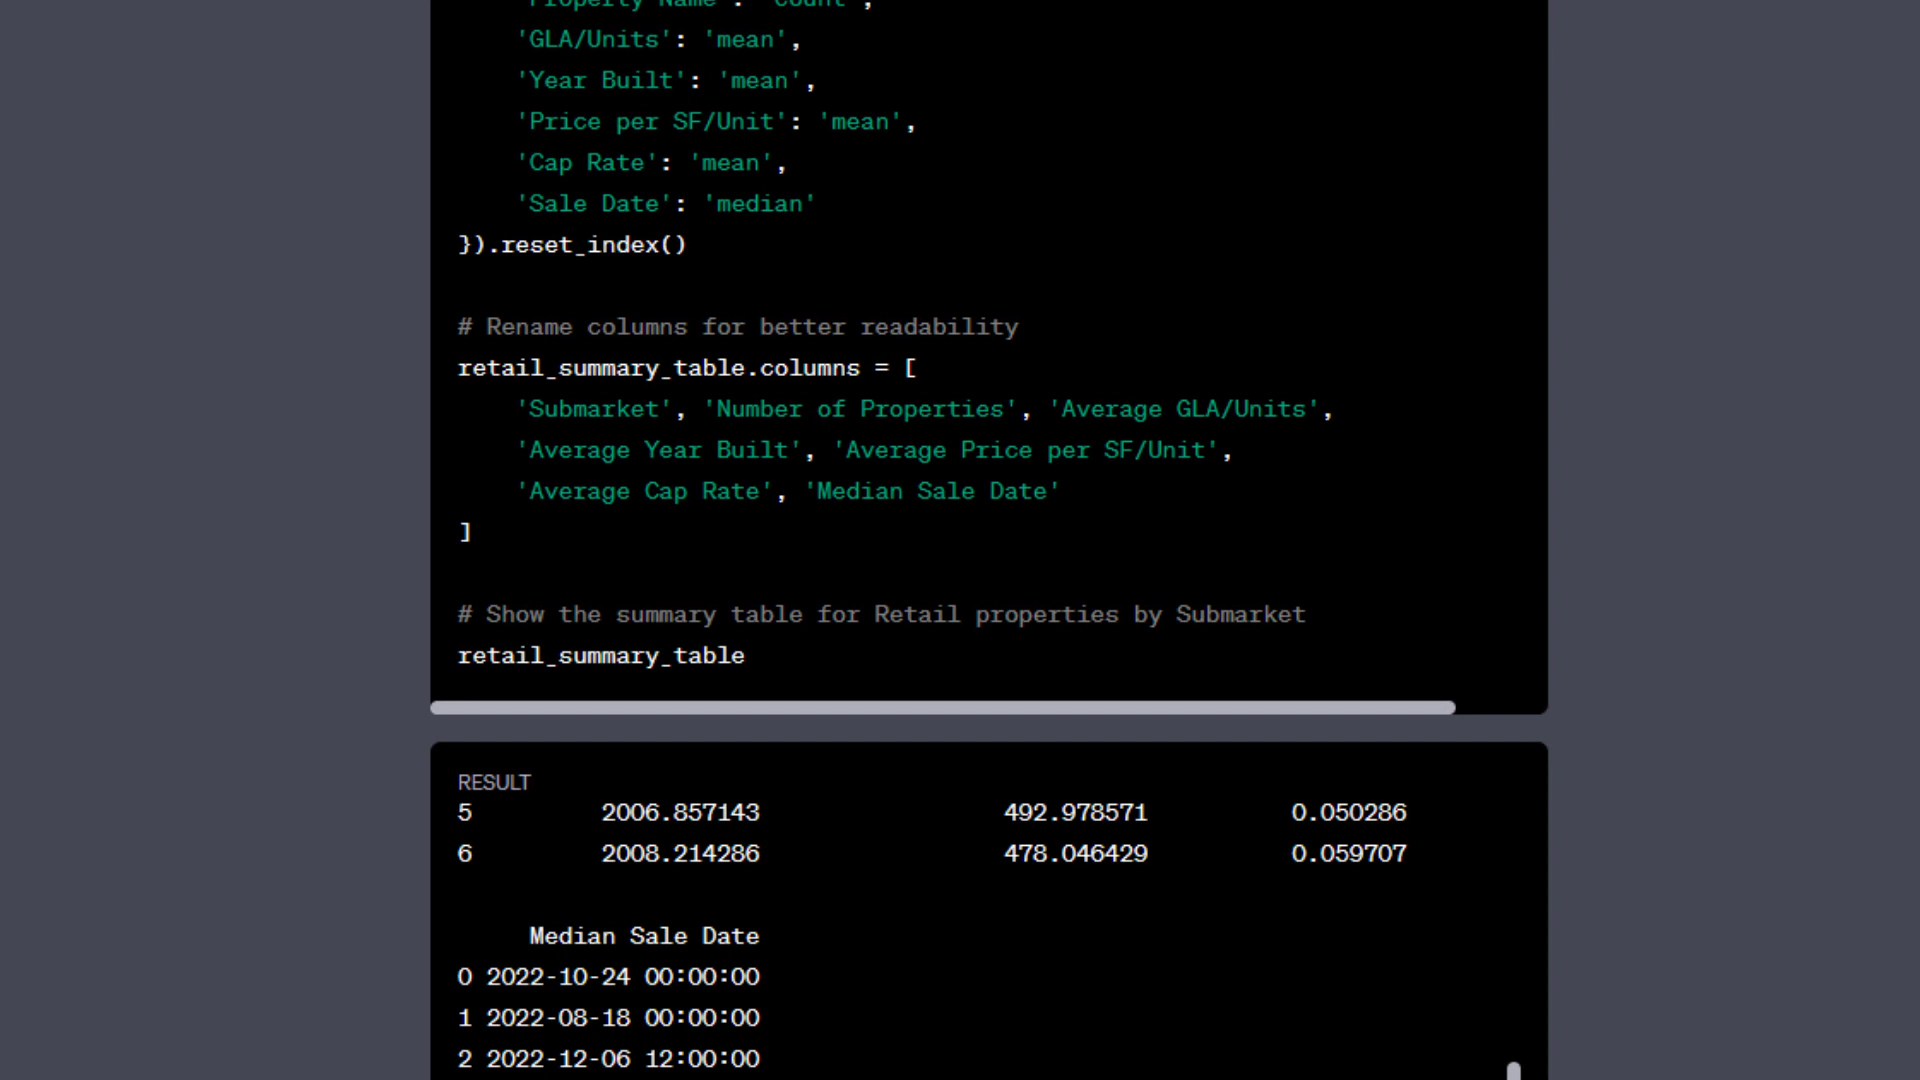 'Property Name': 'count',
'GLA/Units': 'mean',
'Year Built': 'mean',
'Price per SF/Unit': 'mean',
'Cap Rate': 'mean',
'Sale Date': 'median'
}).reset_index()
# Rename columns for better readability
retail_summary_table.columns = [
'Submarket', 'Number of Properties', 'Average GLA/Units',
'Average Year Built', 'Average Price per SF/Unit',
'Average Cap Rate', 'Median Sale Date'
]
# Show the summary table for Retail properties by Submarket
retail_summary_table
RESULT
5 2006.857143 492.978571 0.050286
6 2008.214286 478.046429 0.059707
Median Sale Date
0 2022-10-24 00:00:00
1 2022-08-18 00:00:00
2 2022-12-06 12:00:00